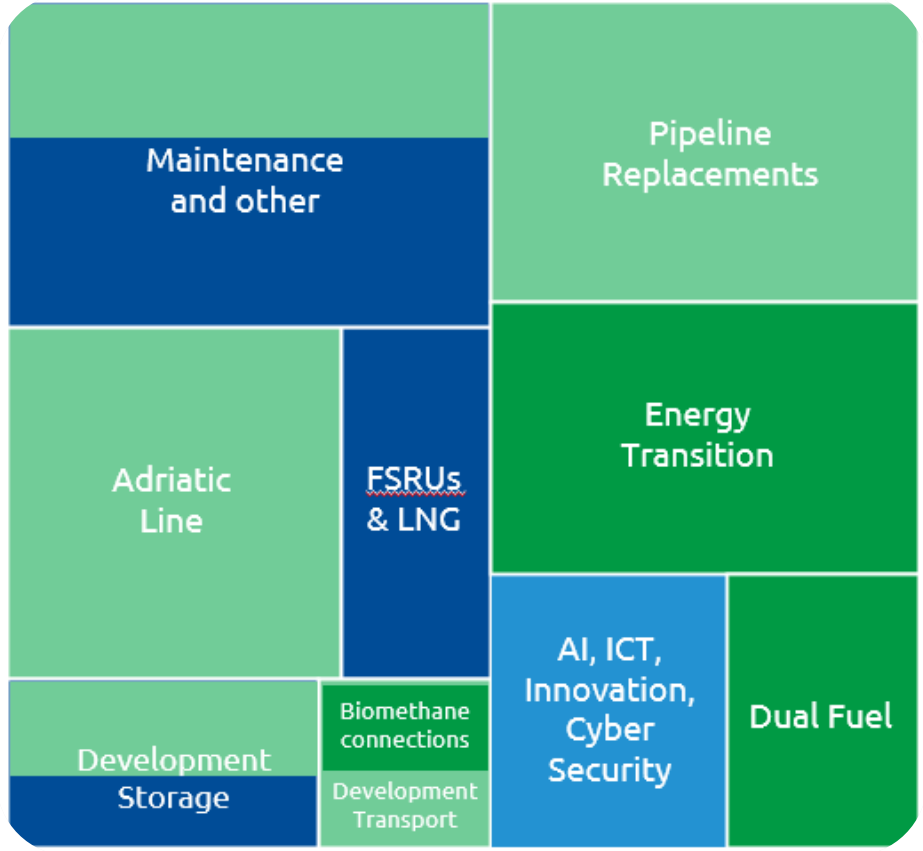 Maintenance
and other
Pipeline
Replacements
Adriatic
Line
FSRUs
& LNG
Energy
Transition
Development
Storage
Biomethane
connections
Development
Transport
AI, ICT,
Innovation,
Cyber
Security
Dual Fuel